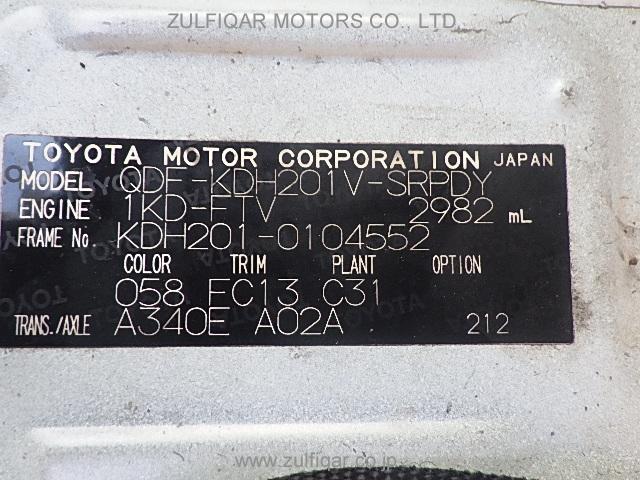 ZULFIQAR MOTORS CO., LTD
TOYOTA MOTOR CORPORATION JAPAN
MODEL QDF-KDH201V-SRPDY
ENGINE 1KD-FTV 2982 mL
FRAME No. KDH201-0104552
COLOR TRIM PLANT OPTION
058 FC13 C31
TRANS./AXLE A340E A02A 212
www.zulfiqar.co.jp